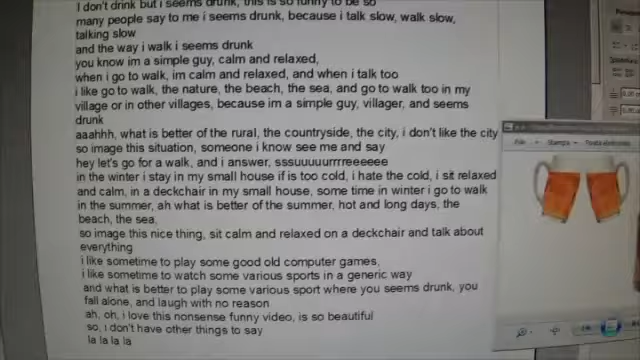 I don't drink but i seems drunk, this is so funny to be so
many people say to me i seems drunk, because i talk slow, walk slow,
talking slow
and the way i walk i seems drunk
you know im a simple guy, calm and relaxed,
when i go to walk, im calm and relaxed, and when i talk too
i like go to walk, the nature, the beach, the sea, and go to walk too in my
village or in other villages, because im a simple guy, villager, and seems
drunk
aaahhh, what is better of the rural, the countryside, the city, i don't like the city
so image this situation, someone i know see me and say
hey let's go for a walk, and i answer, sssuuuurrrreeeeee
in the winter i stay in my small house if is too cold, i hate the cold, i sit relaxed
and calm, in a deckchair in my small house, some time in winter i go to walk
in the summer, ah what is better of the summer, hot and long days, the
beach, the sea,
so image this nice thing, sit calm and relaxed on a deckchair and talk about
everything
i like sometime to play some good old computer games,
i like sometime to watch some various sports in a generic way
and what is better to play some various sport where you seems drunk, you
fall alone, and laugh with no reason
ah, oh, i love this nonsense funny video, is so beautiful
so, i don't have other things to say
la la la la
File Stampa